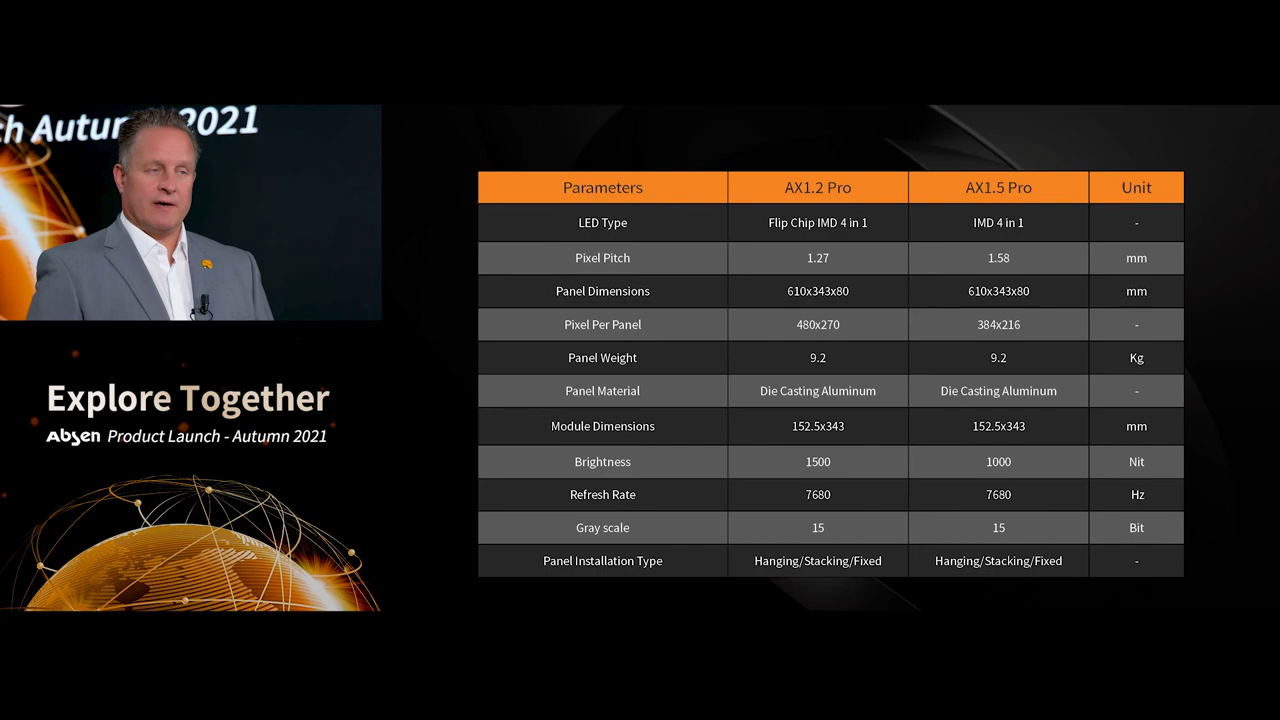 ch Autu 2021
Explore Together
Absen Product Launch - Autumn 2021
Parameters AX1.2 Pro AX1.5 Pro Unit
LED Type Flip Chip IMD 4 in 1 IMD 4 in 1 -
Pixel Pitch 1.27 1.58 mm
Panel Dimensions 610x343x80 610x343x80 mm
Pixel Per Panel 480x270 384x216 -
Panel Weight 9.2 9.2 Kg
Panel Material Die Casting Aluminum Die Casting Aluminum -
Module Dimensions 152.5x343 152.5x343 mm
Brightness 1500 1000 Nit
Refresh Rate 7680 7680 Hz
Gray scale 15 15 Bit
Panel Installation Type Hanging/Stacking/Fixed Hanging/Stacking/Fixed -